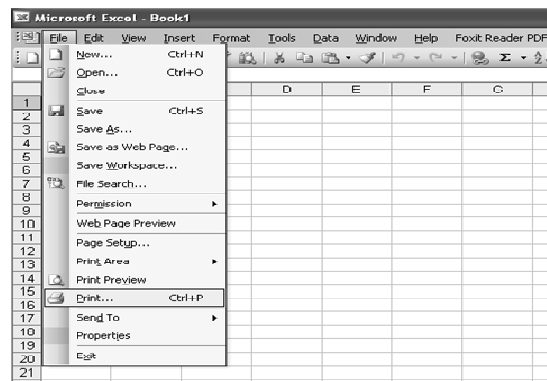 Microsoft Excel - Book1
File Edit View Insert Format Tools Data Window Help Foxit Reader PDF
New... Ctrl+N
Open... Ctrl+O
Close
Save Ctrl+S
Save As...
Save as Web Page...
Save Workspace...
File Search...
Permission
Web Page Preview
Page Setup...
Print Area
Print Preview
Print... Ctrl+P
Send To
Properties
Exit
D E F G
1
2
3
4
5
6
7
8
9
10
11
12
13
14
15
16
17
18
19
20
21